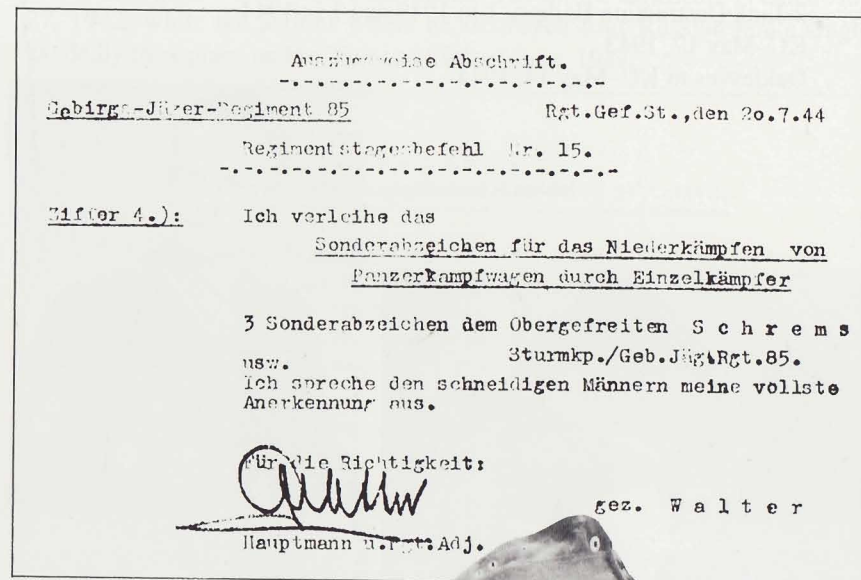 Auszugsweise Abschrift.
-.-.-.-.-.-.-.-.-.-.-.-
Gebirgs-Jäger-Regiment 85 Rgt.Gef.St.,den 2o.7.44
Regimentstagesbefehl Nr. 15.
-.-.-.-.-.-.-.-.-.-.-.-.-.-.-
Ziffer 4.): Ich verleihe das
Sonderabzeichen für das Niederkämpfen von
Panzerkampfwagen durch Einzelkämpfer
3 Sonderabzeichen dem Obergefreiten S c h r e m s
usw. Sturmkp./Geb.Jäg.Rgt.85.
Ich spreche den schneidigen Männern meine vollste
Anerkennung aus.
Für die Richtigkeit:
gez. W a l t e r
Hauptmann u.Rgt.Adj.